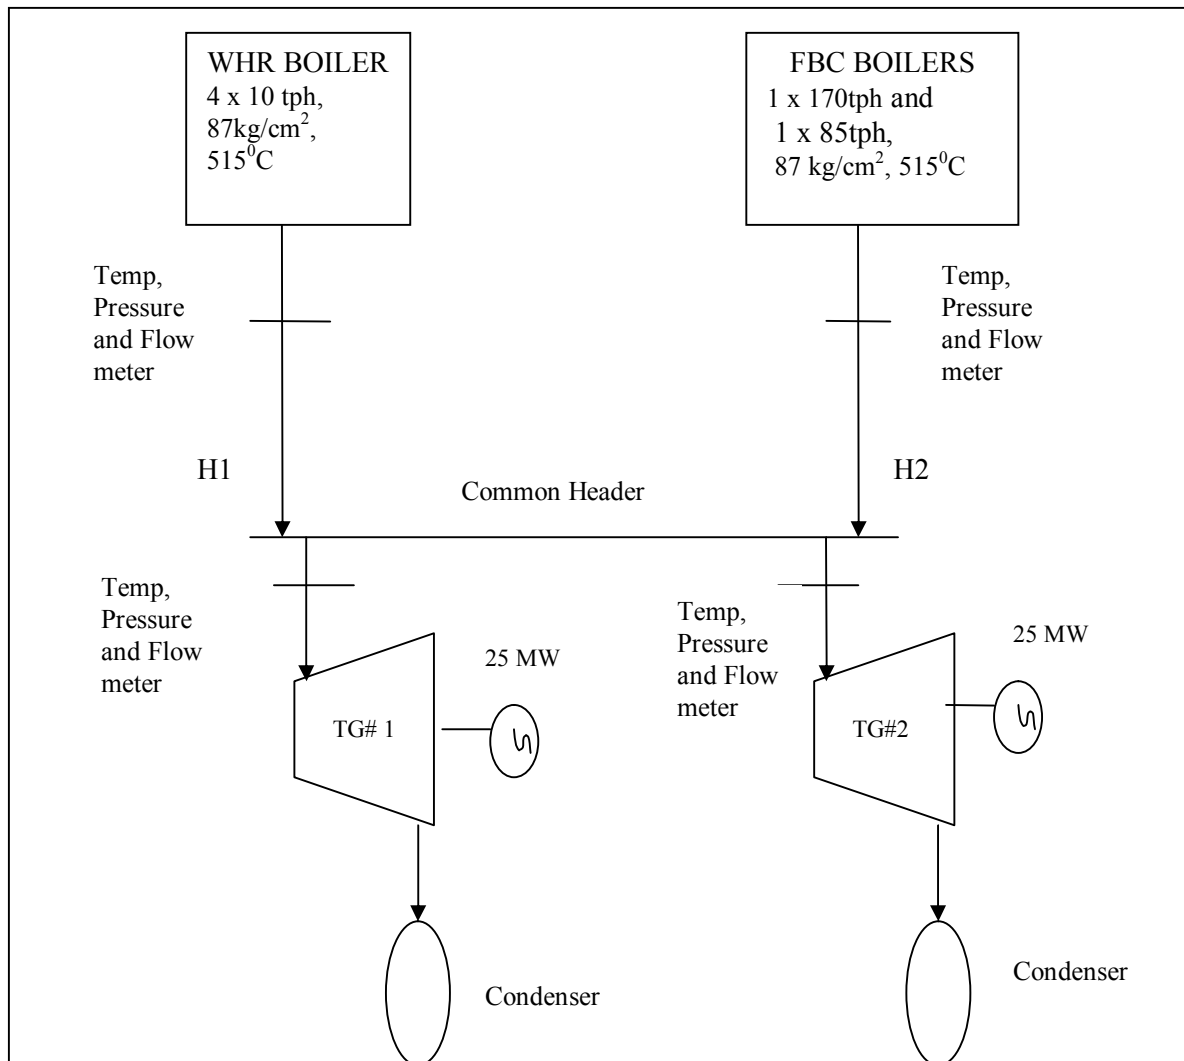 WHR BOILER
4 x 10 tph,
87kg/cm²,
515⁰C
FBC BOILERS
1 x 170tph and
1 x 85tph,
87 kg/cm², 515⁰C
Temp,
Pressure
and Flow
meter
Temp,
Pressure
and Flow
meter
H1
Common Header
H2
Temp,
Pressure
and Flow
meter
25 MW
TG# 1
Temp,
Pressure
and Flow
meter
25 MW
TG#2
Condenser
Condenser